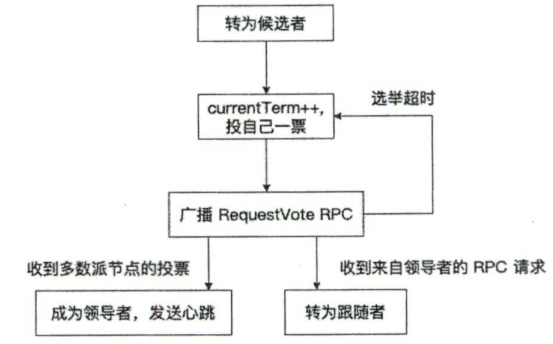 转为候选者
currentTerm++，
投自己一票
选举超时
广播 RequestVote RPC
收到多数派节点的投票
收到来自领导者的 RPC 请求
成为领导者，发送心跳
转为跟随者